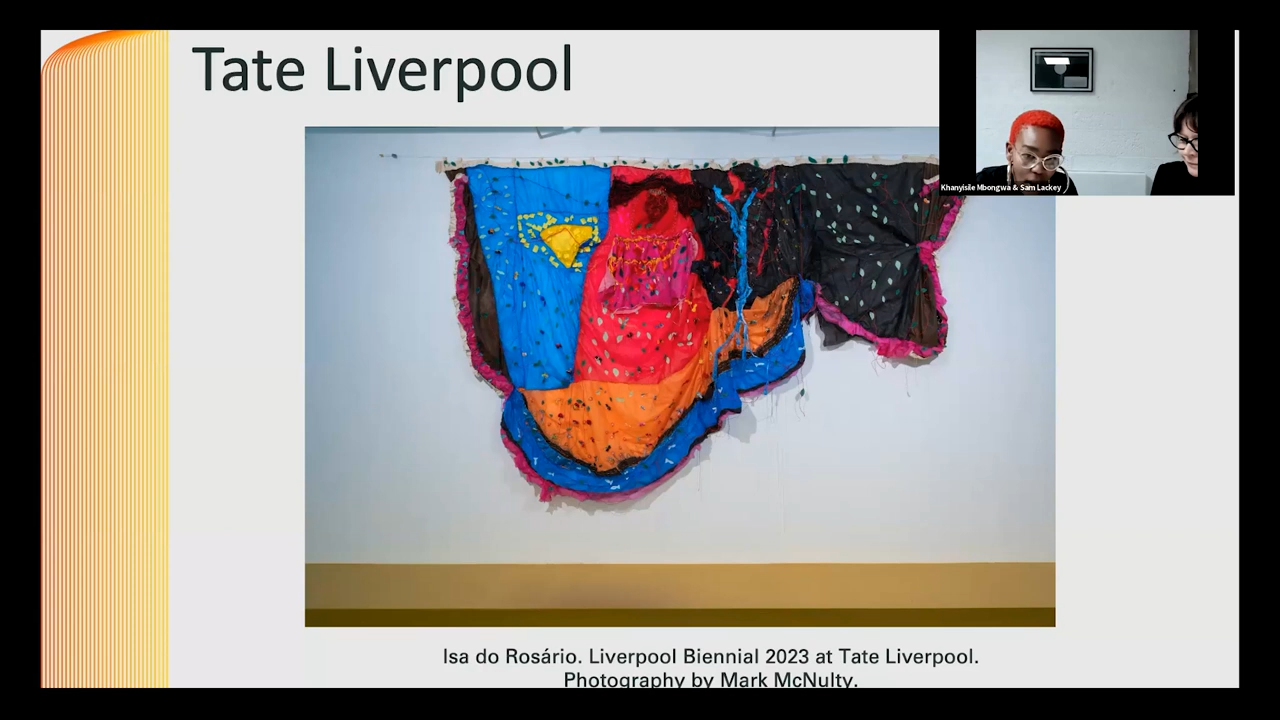 Tate Liverpool
Khanyisile Mbongwa & Sam Lackey
Isa do Rosário. Liverpool Biennial 2023 at Tate Liverpool.
Photography by Mark McNulty.